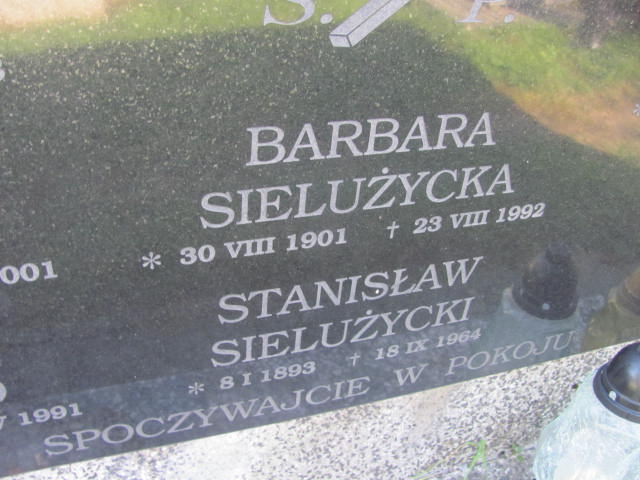 S. P.
BARBARA
SIELUŻYCKA
* 30 VIII 1901 † 23 VIII 1992
001
STANISŁAW
SIELUŻYCKI
* 8 I 1893 † 18 IX 1964
1991
SPOCZYWAJCIE W POKOJU